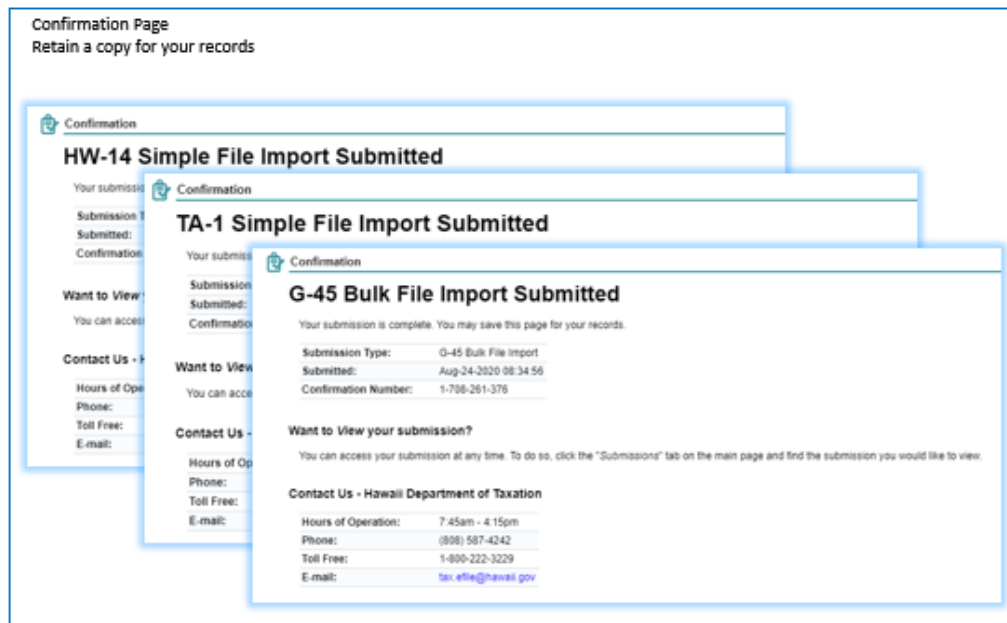 Confirmation Page
Retain a copy for your records
Confirmation
HW-14 Simple File Import Submitted
Your submissio
Submission T
Submitted:
Confirmation
Want to View
You can access
Contact Us - H
Hours of Ope
Phone:
Toll Free:
E-mail:
Confirmation
TA-1 Simple File Import Submitted
Your submiss
Submission
Submitted:
Confirmation
Want to View
You can acce
Contact Us -
Hours of Op
Phone:
Toll Free:
E-mail:
Confirmation
G-45 Bulk File Import Submitted
Your submission is complete. You may save this page for your records.
Submission Type: G-45 Bulk File Import
Submitted: Aug-24-2020 08:34:56
Confirmation Number: 1-708-261-376
Want to View your submission?
You can access your submission at any time. To do so, click the "Submissions" tab on the main page and find the submission you would like to view.
Contact Us - Hawaii Department of Taxation
Hours of Operation: 7:45am - 4:15pm
Phone: (808) 587-4242
Toll Free: 1-800-222-3229
E-mail: tax.efile@hawaii.gov